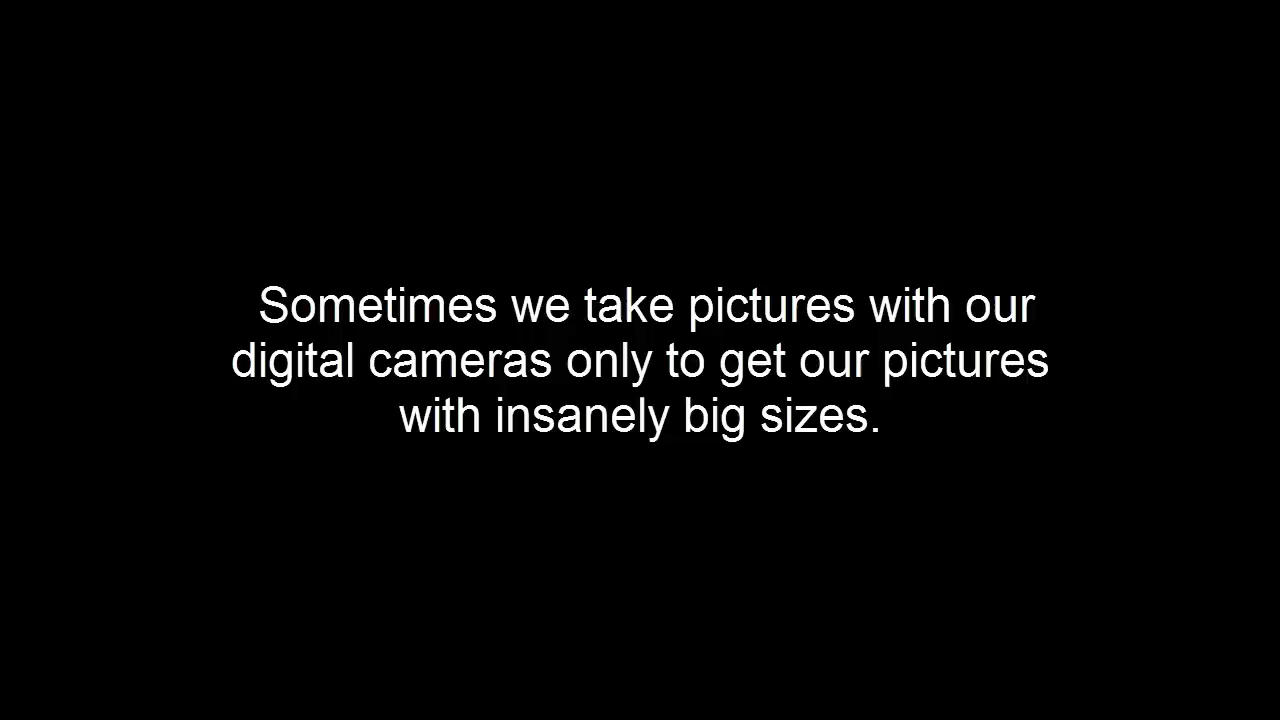 Sometimes we take pictures with our
digital cameras only to get our pictures
with insanely big sizes.